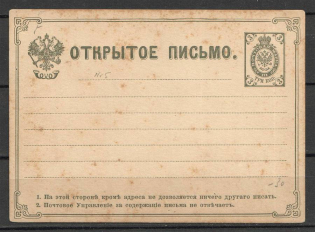 ОТКРЫТОЕ ПИСЬМО.
1. На этой сторонѣ кромѣ адреса не дозволяется ничего другаго писать.
2. Почтовое Управленіе за содержаніе письма не отвѣчаетъ.